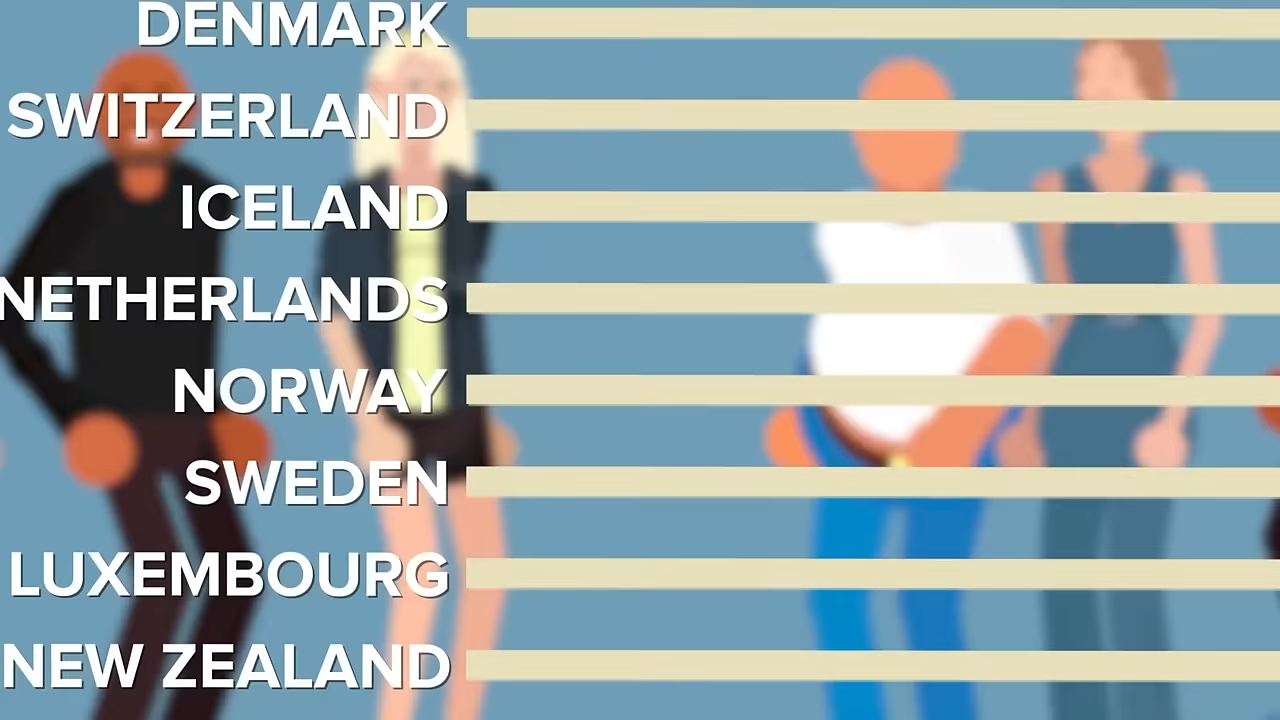 DENMARK
SWITZERLAND
ICELAND
NETHERLANDS
NORWAY
SWEDEN
LUXEMBOURG
NEW ZEALAND